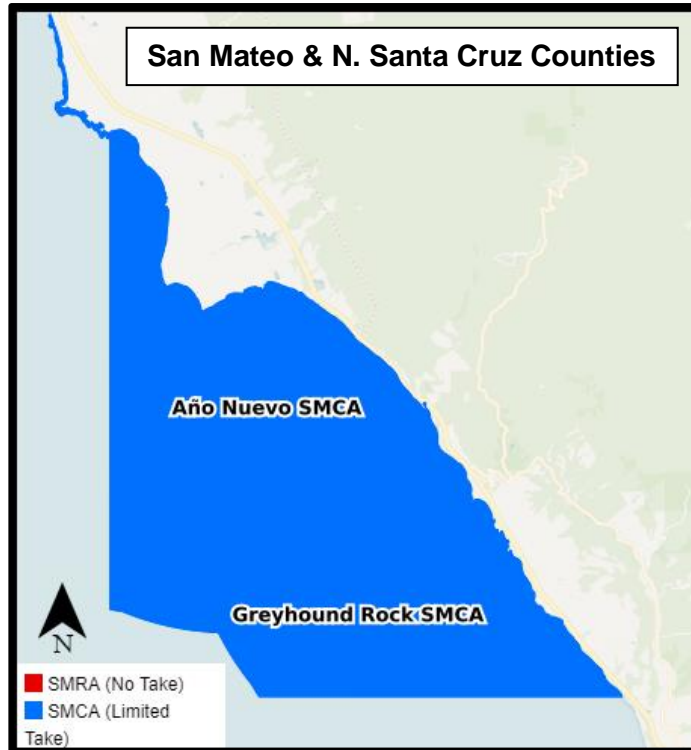 San Mateo & N. Santa Cruz Counties
Año Nuevo SMCA
Greyhound Rock SMCA
N
SMRA (No Take)
SMCA (Limited
Take)